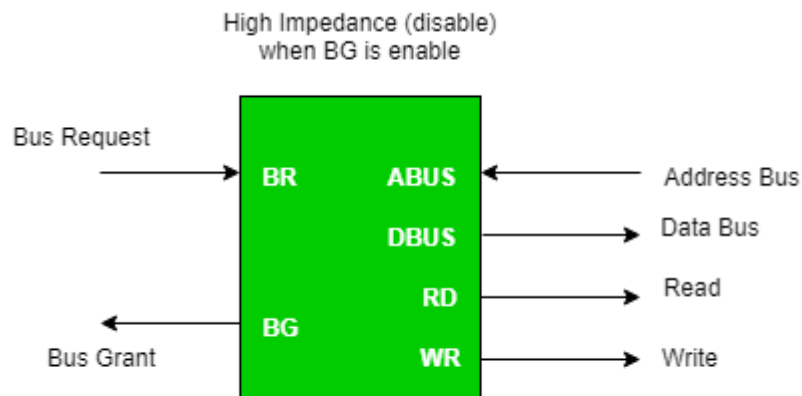 High Impedance (disable)
when BG is enable
Bus Request
BR
ABUS
Address Bus
DBUS
Data Bus
RD
Read
BG
Bus Grant
WR
Write